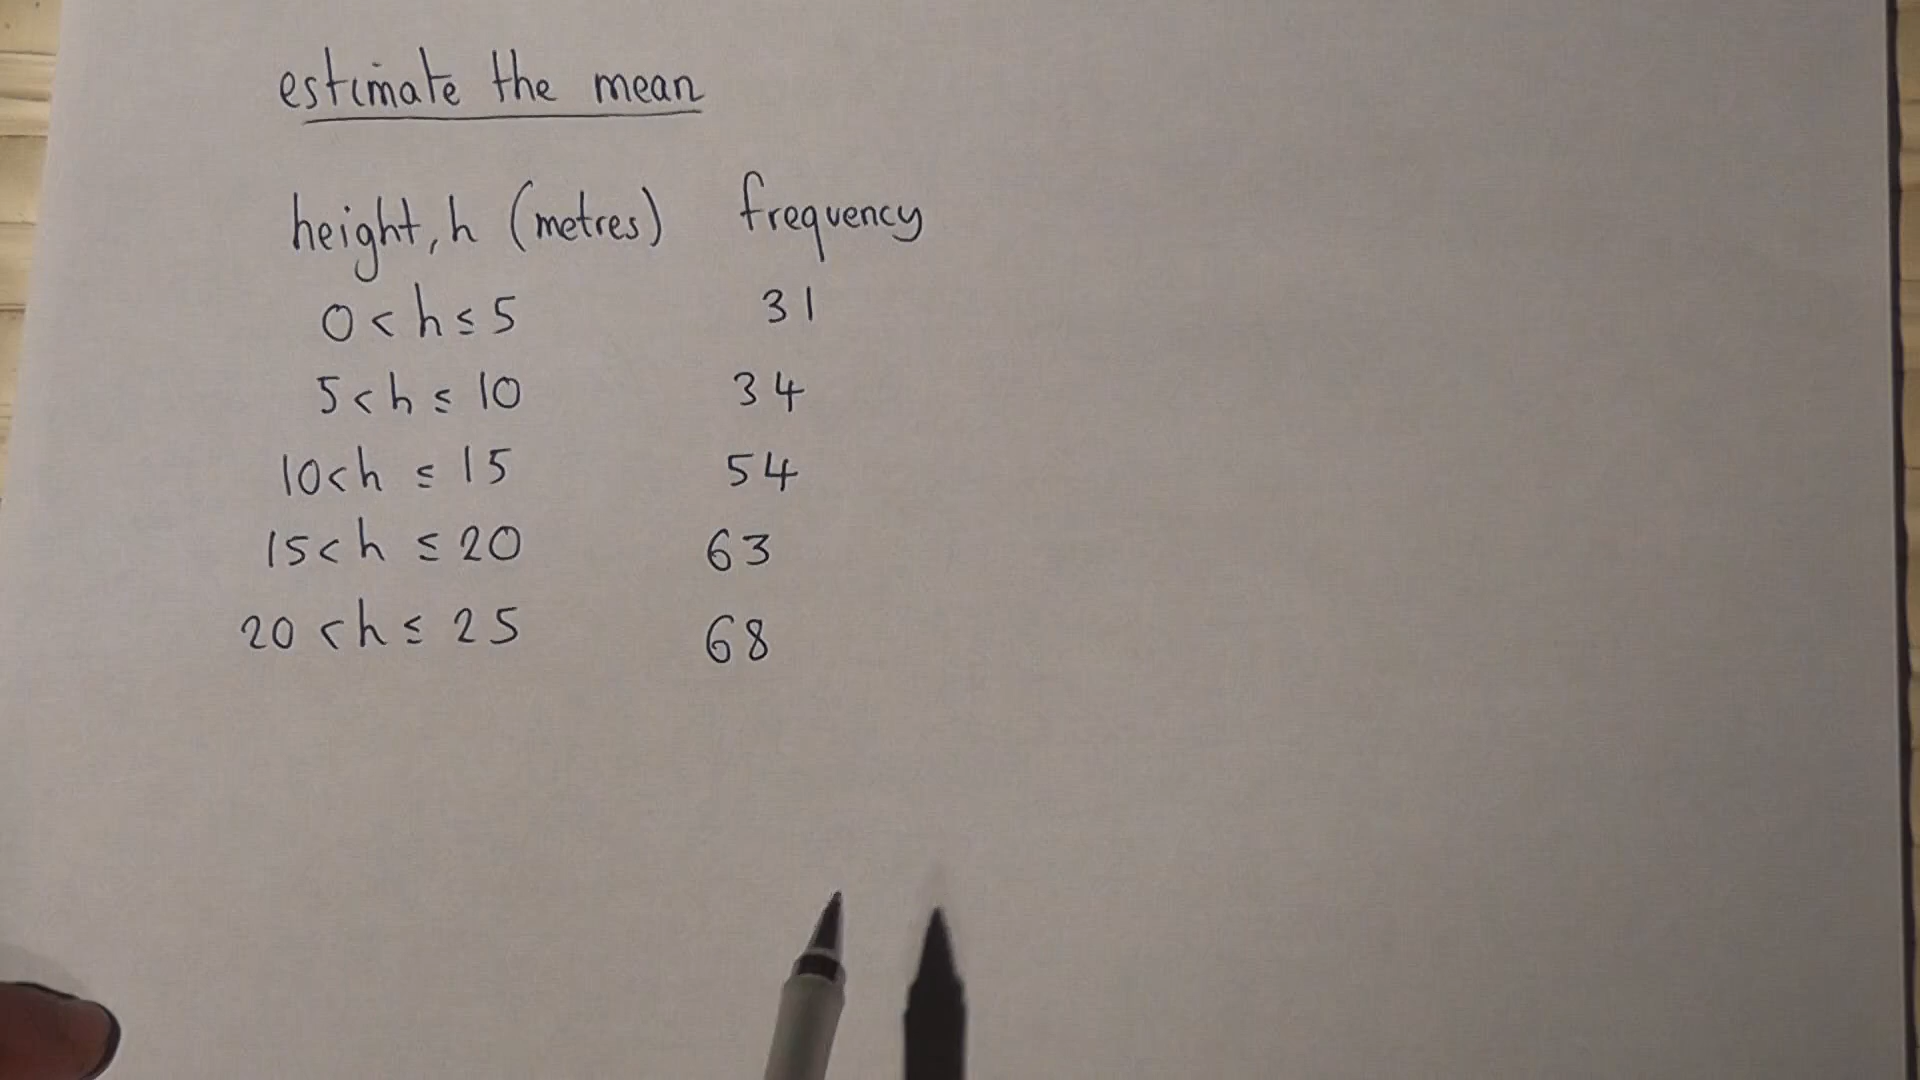 estimate the mean
height, h (metres) frequency
0 < h ≤ 5 31
5 < h ≤ 10 34
10 < h ≤ 15 54
15 < h ≤ 20 63
20 < h ≤ 25 68